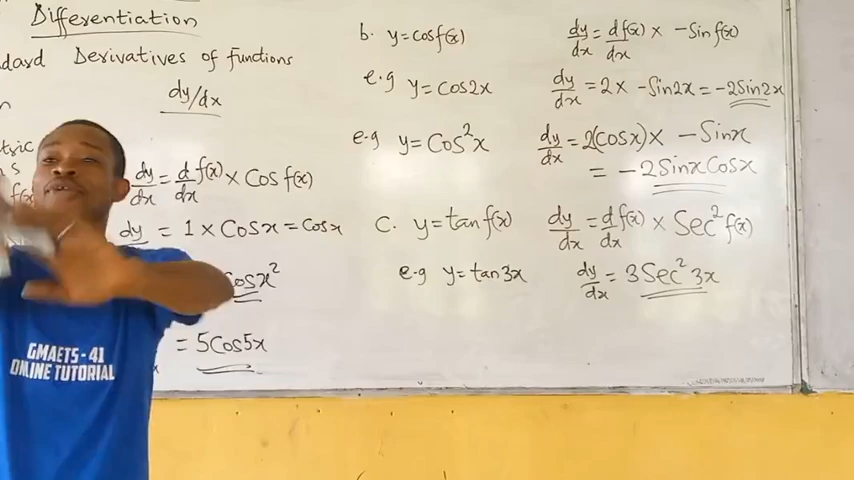 Differentiation
dard Derivatives of functions
dy/dx
dy/dx = d/dx f(x) × Cos f(x)
dy = 1 × Cosx = cosx
Cosx²
= 5Cos5x
b. y = cosf(x)
dy/dx = df(x)/dx × -Sin f(x)
e.g y = Cos2x
dy/dx = 2 × -Sin2x = -2Sin2x
e-g y = Cos²x
dy/dx = 2(Cosx) × -Sinx
= -2SinxCosx
C. y = tan f(x)
dy/dx = d/dx f(x) × Sec² f(x)
e-g y = tan3x
dy/dx = 3Sec²3x
GMAETS-41
ONLINE TUTORIAL